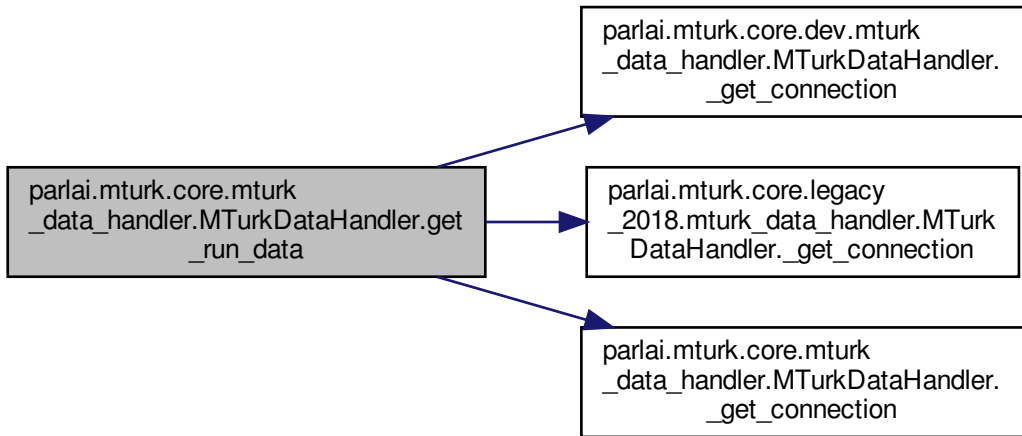 parlai.mturk.core.mturk
_data_handler.MTurkDataHandler.get
_run_data
parlai.mturk.core.dev.mturk
_data_handler.MTurkDataHandler.
_get_connection
parlai.mturk.core.legacy
_2018.mturk_data_handler.MTurk
DataHandler._get_connection
parlai.mturk.core.mturk
_data_handler.MTurkDataHandler.
_get_connection